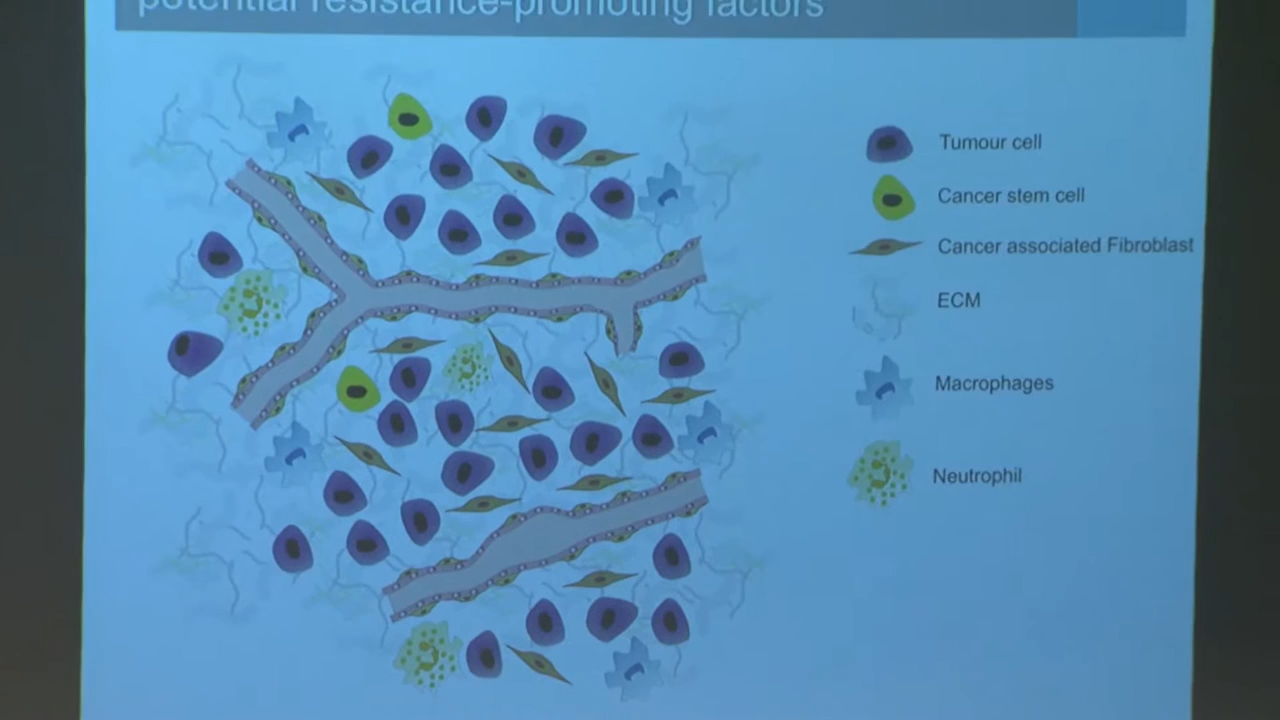 potential resistance-promoting factors
Tumour cell
Cancer stem cell
Cancer associated Fibroblast
ECM
Macrophages
Neutrophil